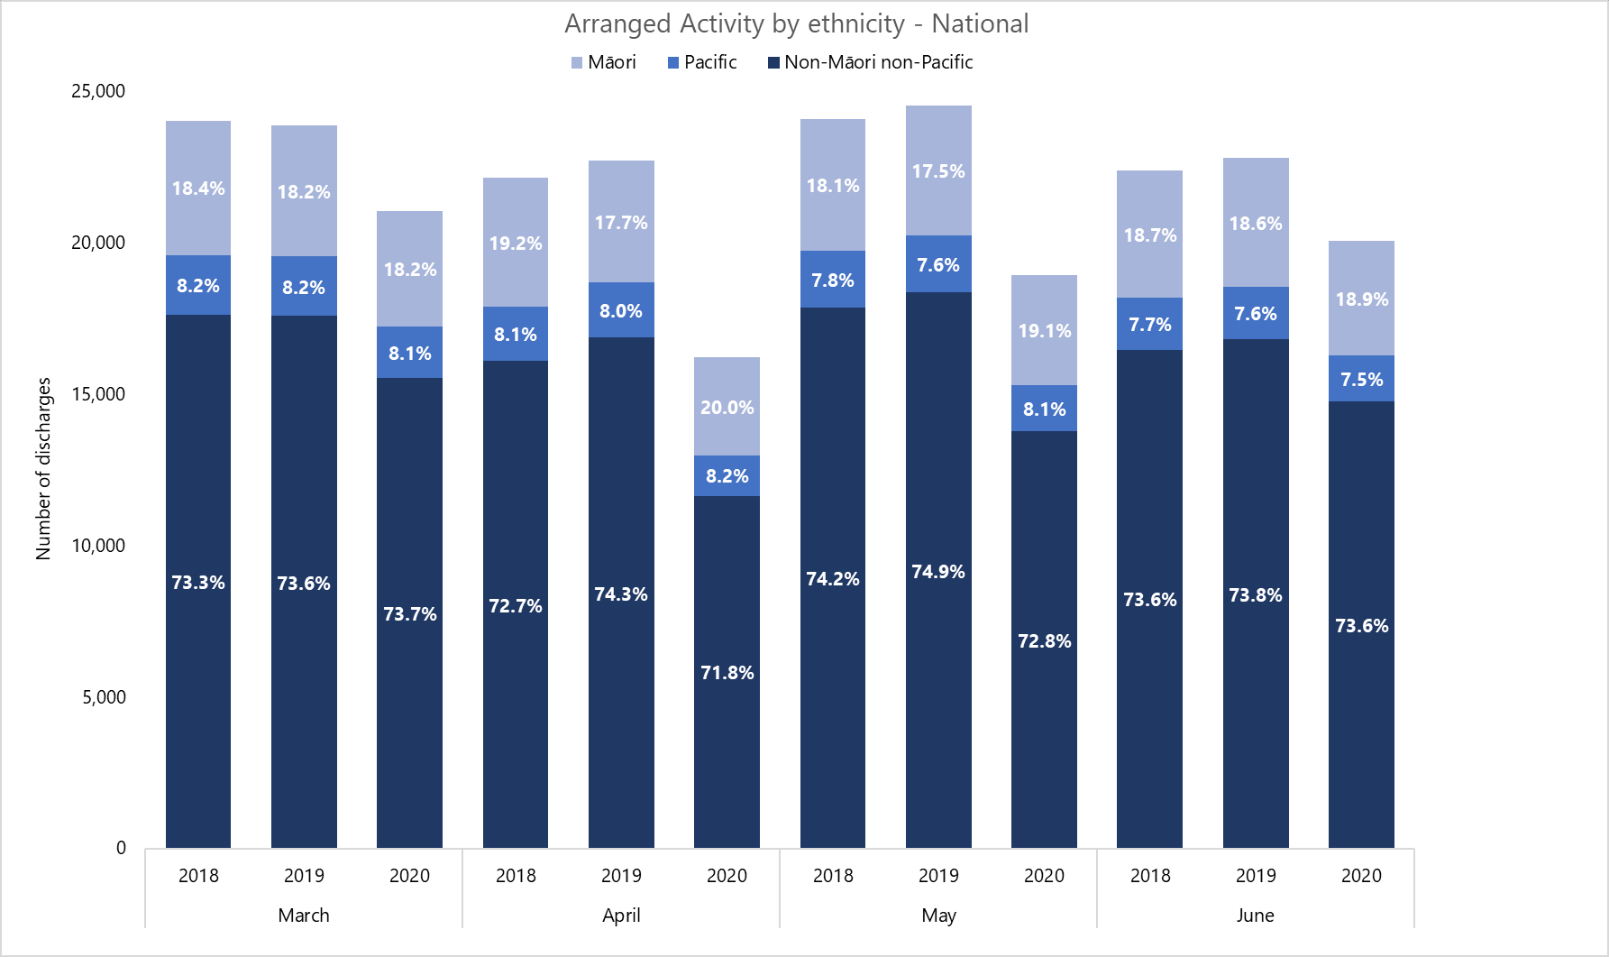 Arranged Activity by ethnicity - National
Māori Pacific Non-Māori non-Pacific
Number of discharges
25,000
20,000
15,000
10,000
5,000
0
18.4% 18.2% 18.2% 19.2% 17.7% 20.0% 18.1% 17.5% 19.1% 18.7% 18.6% 18.9%
8.2% 8.2% 8.1% 8.1% 8.0% 8.2% 7.8% 7.6% 8.1% 7.7% 7.6% 7.5%
73.3% 73.6% 73.7% 72.7% 74.3% 71.8% 74.2% 74.9% 72.8% 73.6% 73.8% 73.6%
2018 2019 2020 2018 2019 2020 2018 2019 2020 2018 2019 2020
March April May June